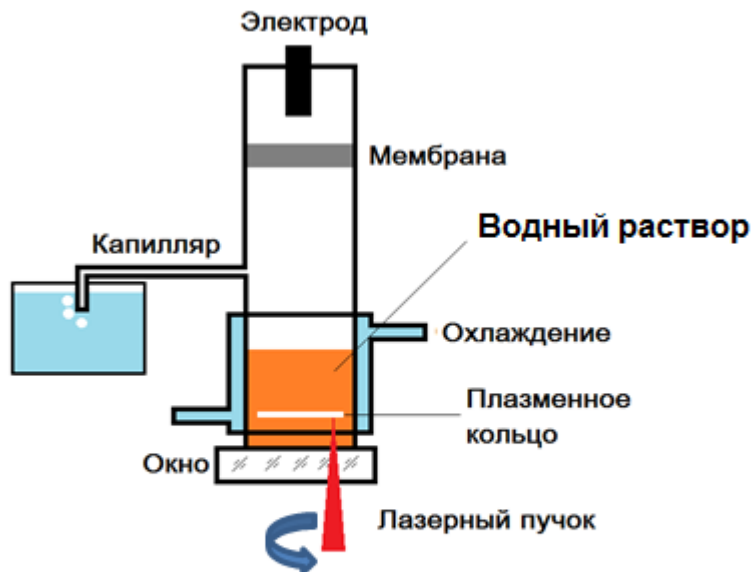 Электрод
Мембрана
Водный раствор
Капилляр
Охлаждение
Плазменное
кольцо
Окно
Лазерный пучок